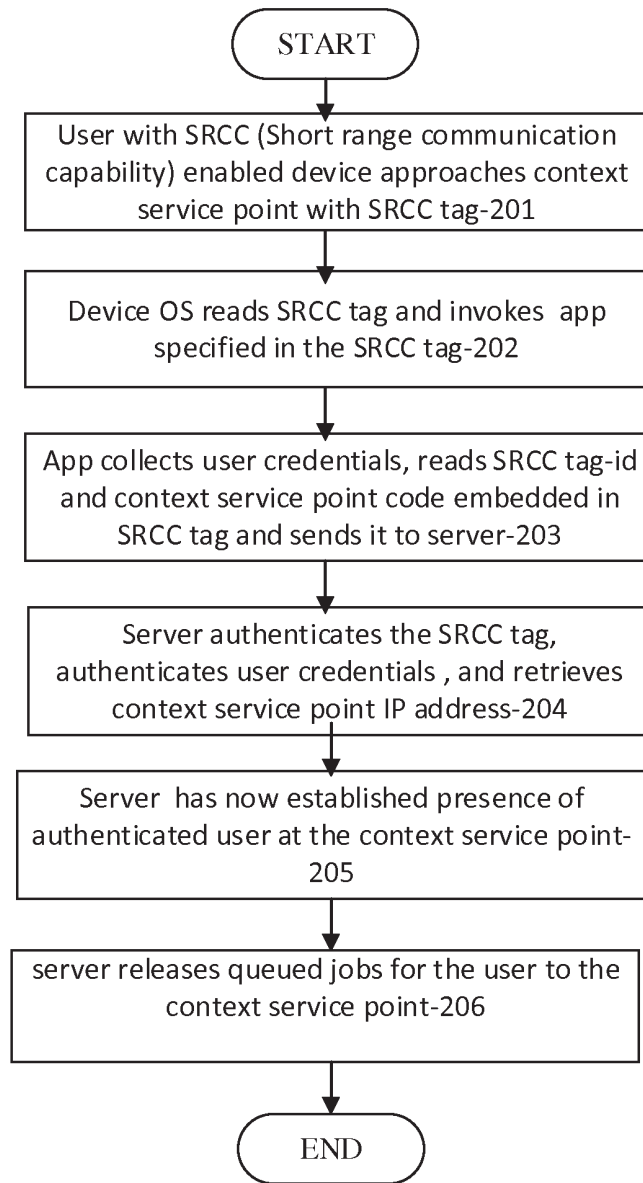 START
User with SRCC (Short range communication
capability) enabled device approaches context
service point with SRCC tag-201
Device OS reads SRCC tag and invokes app
specified in the SRCC tag-202
App collects user credentials, reads SRCC tag-id
and context service point code embedded in
SRCC tag and sends it to server-203
Server authenticates the SRCC tag,
authenticates user credentials , and retrieves
context service point IP address-204
Server has now established presence of
authenticated user at the context service point-
205
server releases queued jobs for the user to the
context service point-206
END